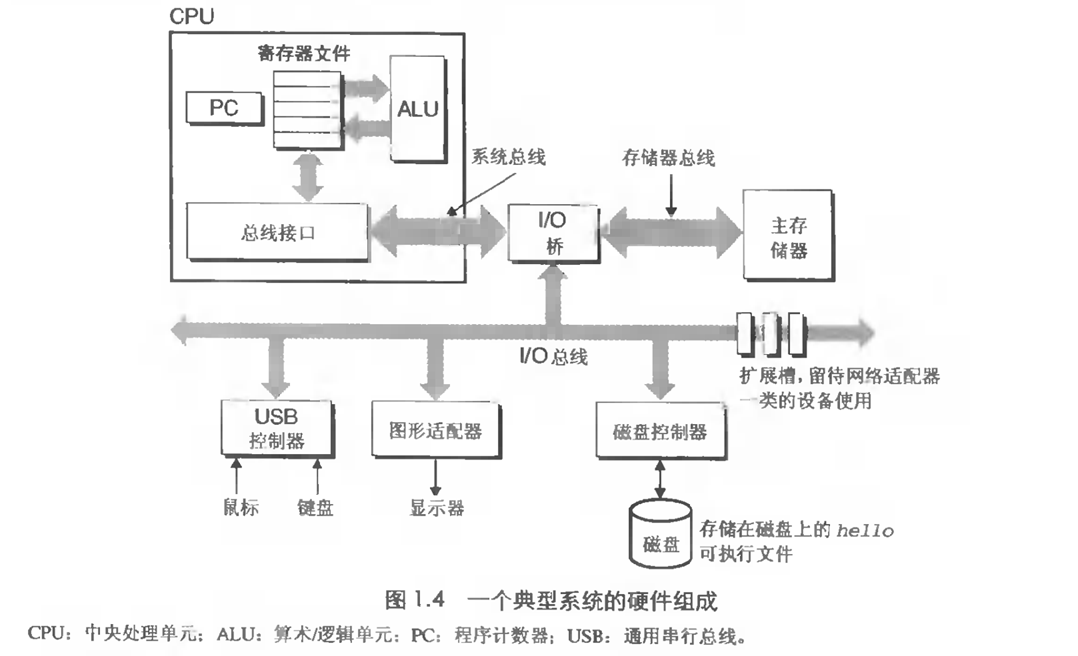 CPU
寄存器文件
PC
ALU
系统总线
存储器总线
总线接口
I/O
桥
主存
储器
I/O总线
扩展槽，留待网络适配器
一类的设备使用
USB
控制器
图形适配器
磁盘控制器
鼠标
键盘
显示器
磁盘
存储在磁盘上的hello
可执行文件
图 1.4 一个典型系统的硬件组成
CPU：中央处理单元；ALU：算术/逻辑单元：PC：程序计数器；USB：通用串行总线。